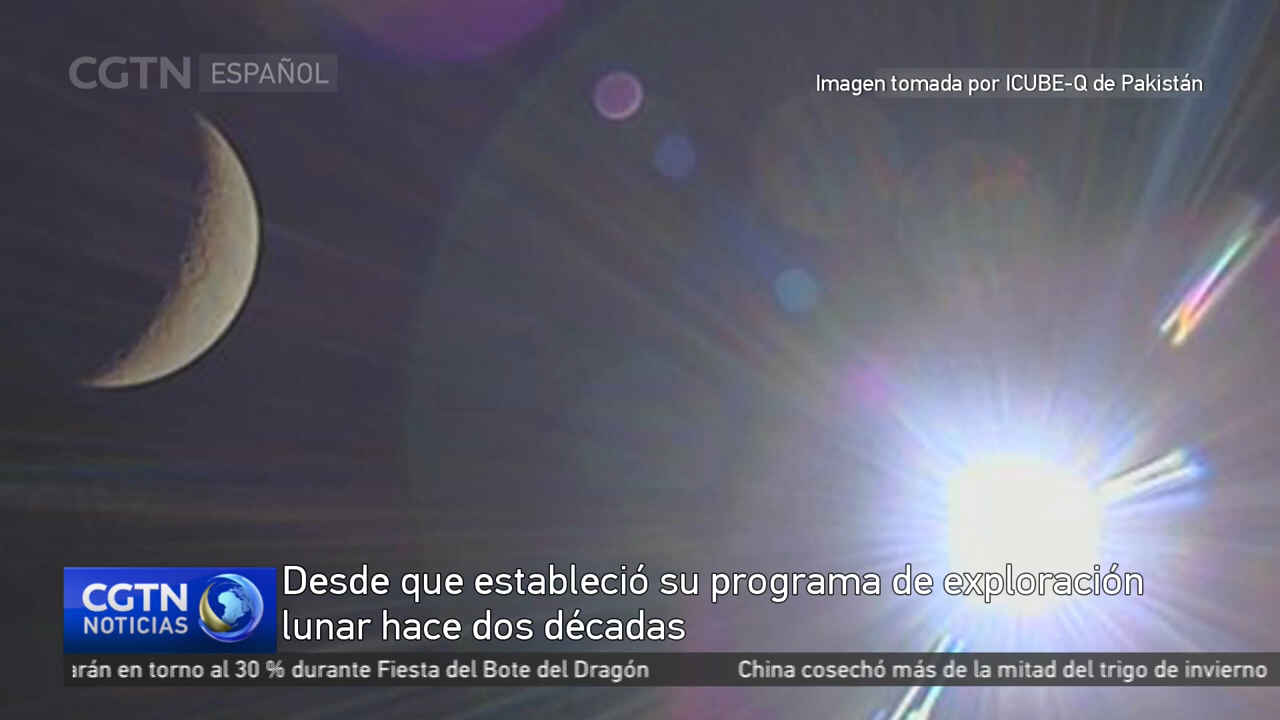 CGTN ESPAÑOL
Imagen tomada por ICUBE-Q de Pakistán
CGTN
NOTICIAS
Desde que estableció su programa de exploración
lunar hace dos décadas
arán en torno al 30 % durante Fiesta del Bote del Dragón
China cosechó más de la mitad del trigo de invierno